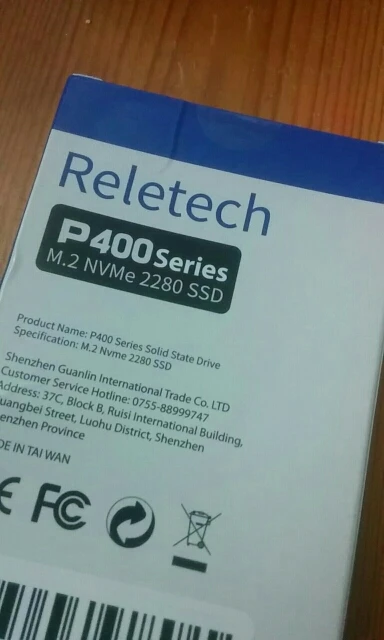 Reletech
P400 Series
M.2 NVMe 2280 SSD
Product Name: P400 Series Solid State Drive
Specification: M.2 Nvme 2280 SSD
Shenzhen Guanlin International Trade Co. LTD
Customer Service Hotline: 0755-88999747
Address: 37C, Block B, Ruisi International Building,
uangbei Street, Luohu District, Shenzhen
enzhen Province
DE IN TAI WAN
CE FC